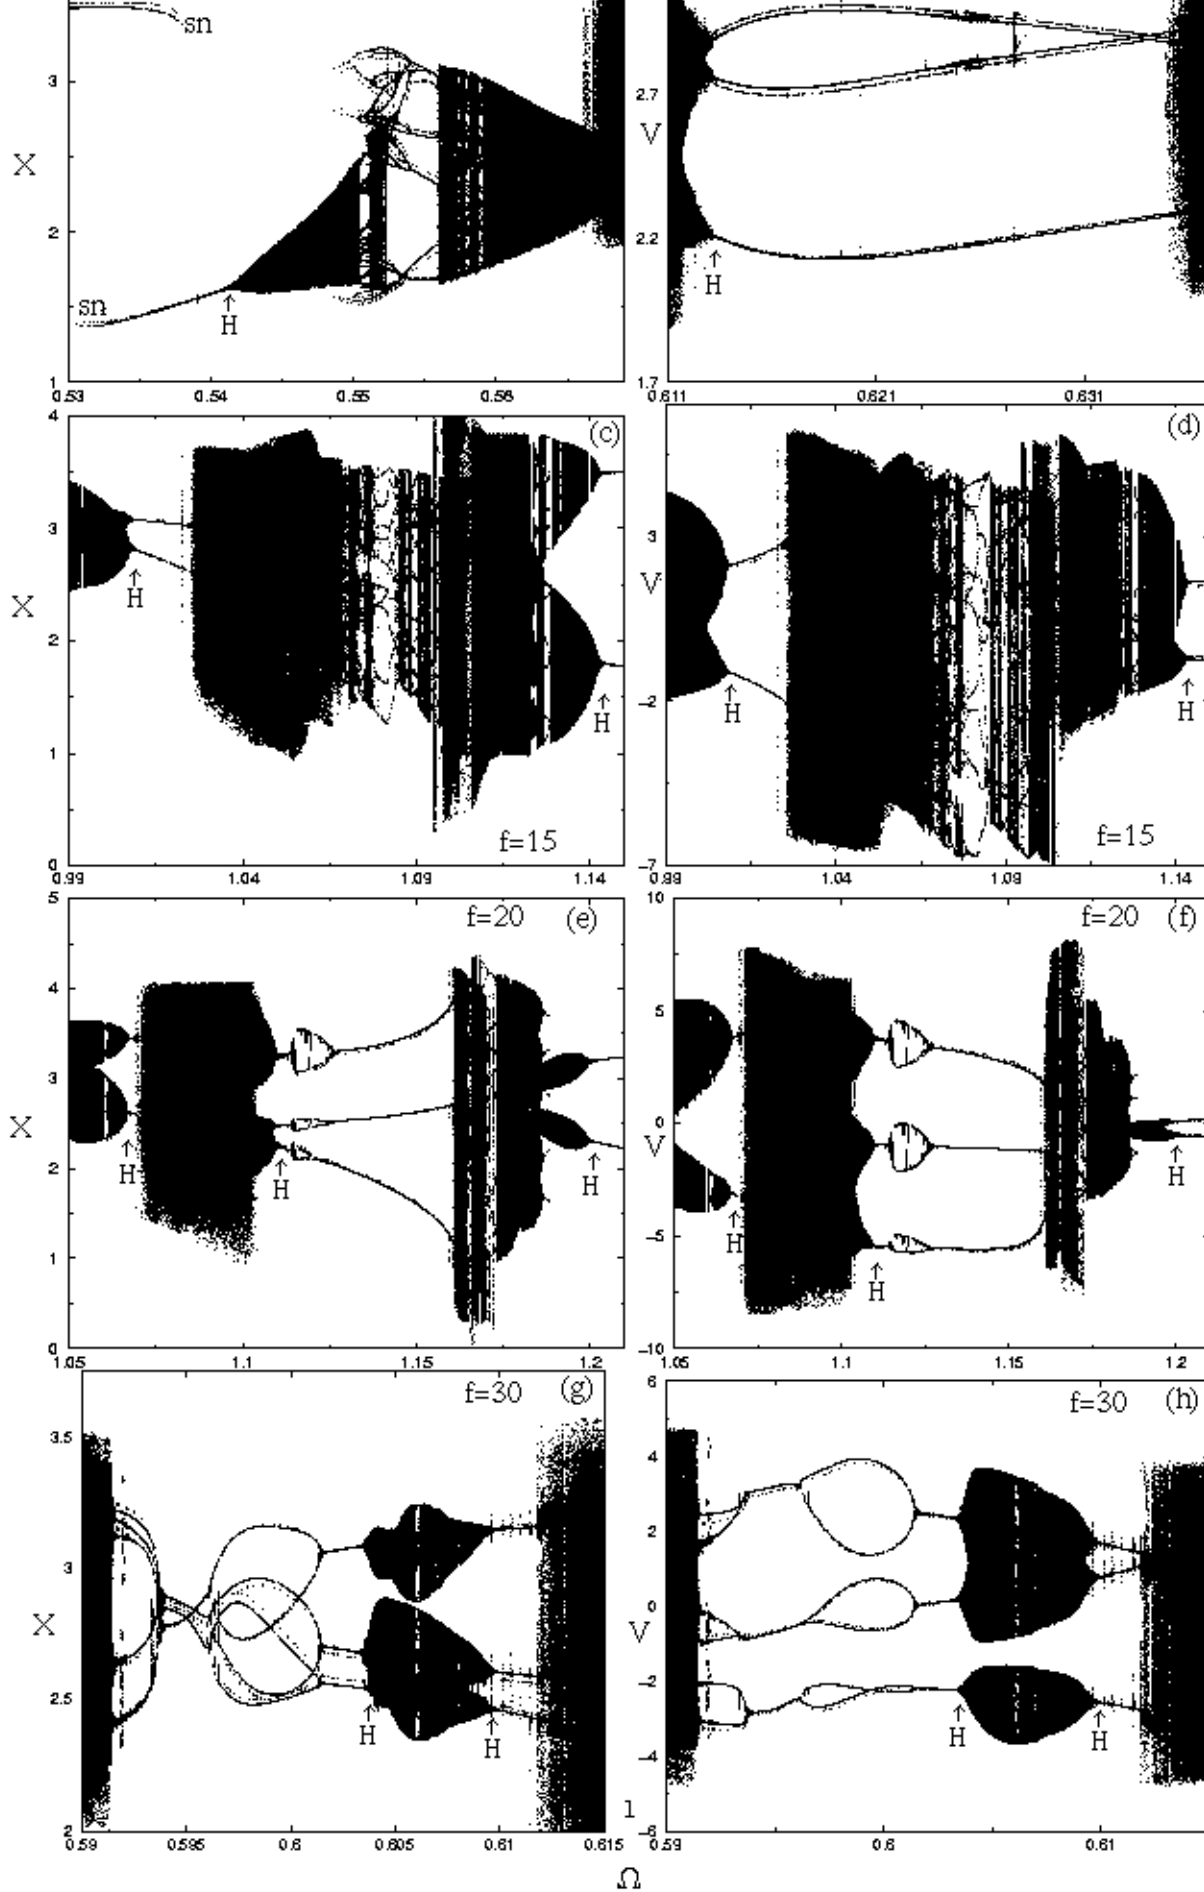 sn
3
X
2
sn
H
1
0.53 0.54 0.55 0.56
2.7
V
2.2
H
1.7
0.611 0.621 0.631
4
(c)
3
H
X
2
H
1
f=15
0
0.99 1.04 1.09 1.14
(d)
3
V
H
-2
H
f=15
-7
0.99 1.04 1.09 1.14
5
f=20 (e)
4
3
X
2
H
H
H
1
0
1.05 1.1 1.15 1.2
10
f=20 (f)
5
0
V
H
H
-5
H
-10
1.05 1.1 1.15 1.2
f=30 (g)
3.5
3
X
2.5
H
H
2
0.59 0.595 0.6 0.605 0.61 0.615
6
f=30 (h)
4
2
0
V
-2
H
H
-4
1
-6
0.59 0.6 0.61
Ω